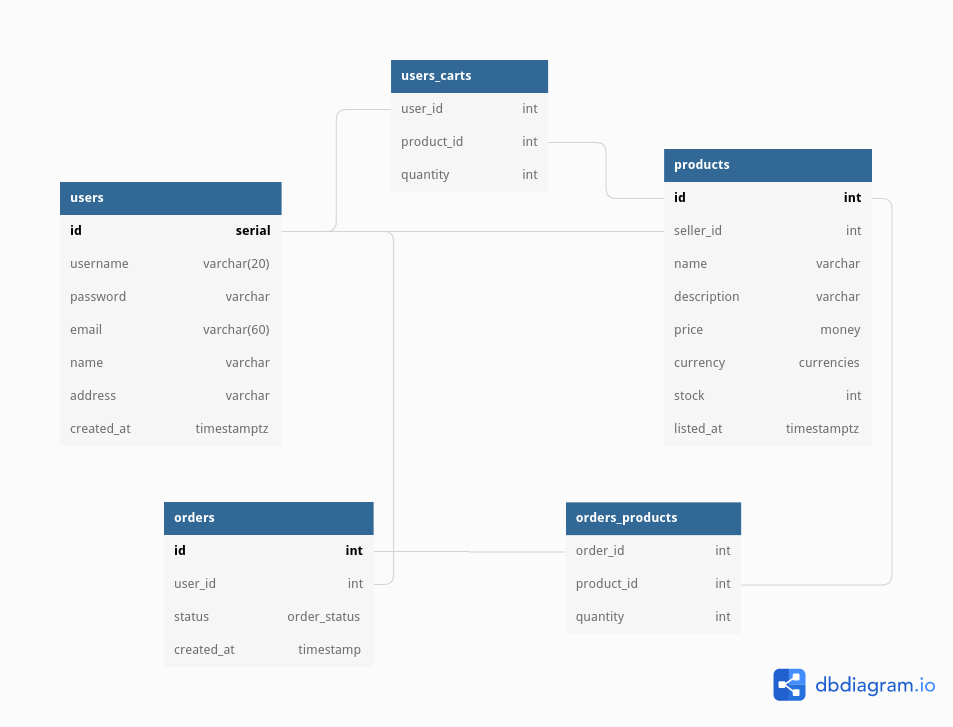 users_carts
user_id int
product_id int
quantity int
products
id int
seller_id int
name varchar
description varchar
price money
currency currencies
stock int
listed_at timestamptz
users
id serial
username varchar(20)
password varchar
email varchar(60)
name varchar
address varchar
created_at timestamptz
orders
id int
user_id int
status order_status
created_at timestamp
orders_products
order_id int
product_id int
quantity int
dbdiagram.io